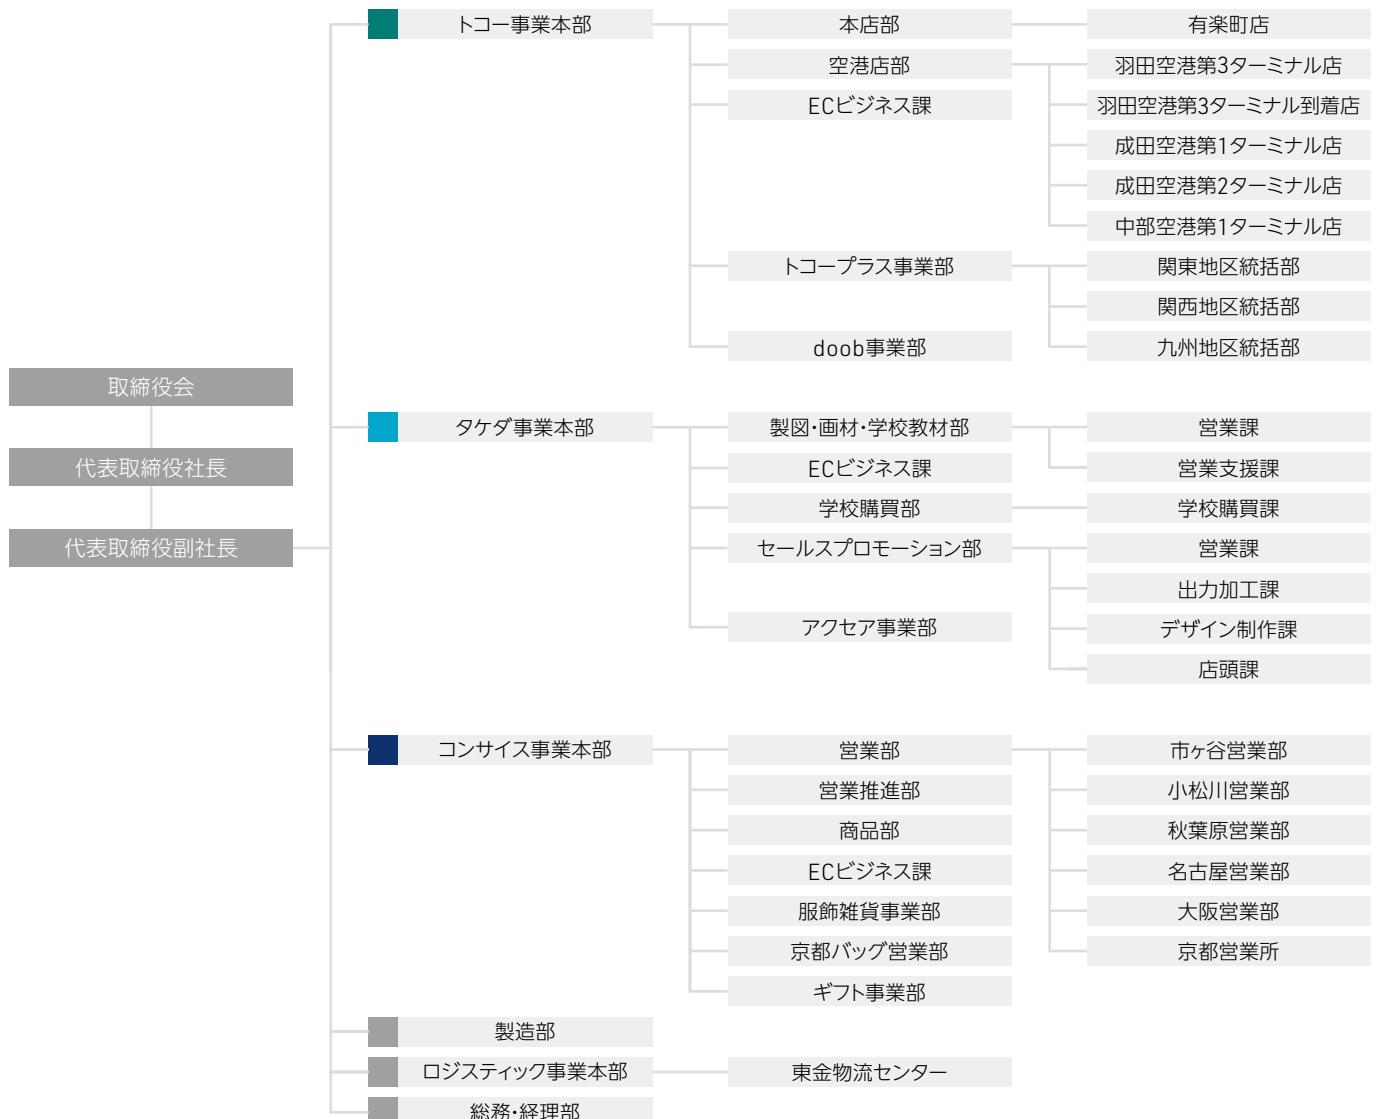 取締役会
代表取締役社長
代表取締役副社長
トコー事業本部
本店部
有楽町店
空港店部
羽田空港第3ターミナル店
羽田空港第3ターミナル到着店
成田空港第1ターミナル店
成田空港第2ターミナル店
中部空港第1ターミナル店
ECビジネス課
トコープラス事業部
関東地区統括部
関西地区統括部
九州地区統括部
doob事業部
タケダ事業本部
製図・画材・学校教材部
営業課
営業支援課
ECビジネス課
学校購買部
学校購買課
セールスプロモーション部
営業課
出力加工課
デザイン制作課
店頭課
アクセア事業部
コンサイス事業本部
営業部
市ヶ谷営業部
小松川営業部
秋葉原営業部
名古屋営業部
大阪営業部
京都営業所
営業推進部
商品部
ECビジネス課
服飾雑貨事業部
京都バッグ営業部
ギフト事業部
製造部
ロジスティック事業本部
東金物流センター
総務・経理部